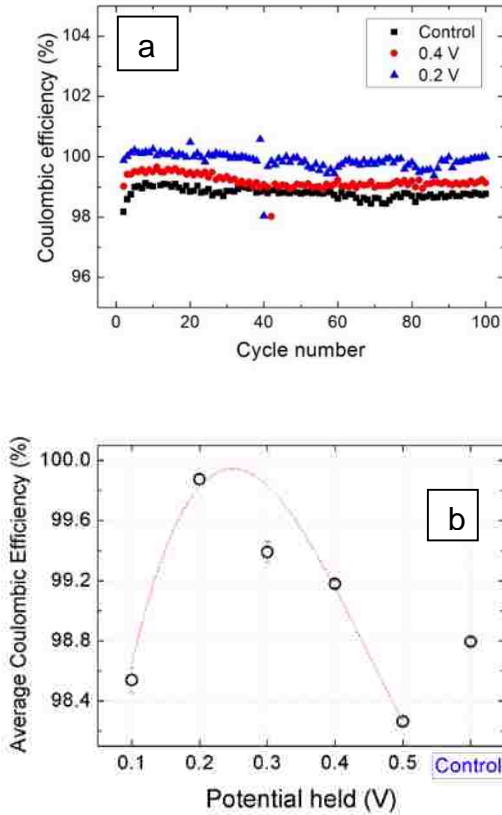 a
Control
0.4 V
0.2 V
Coulombic efficiency (%)
104
102
100
98
96
0
20
40
60
80
100
Cycle number
b
Average Coulombic Efficiency (%)
100.0
99.6
99.2
98.8
98.4
0.1
0.2
0.3
0.4
0.5
Control
Potential held (V)